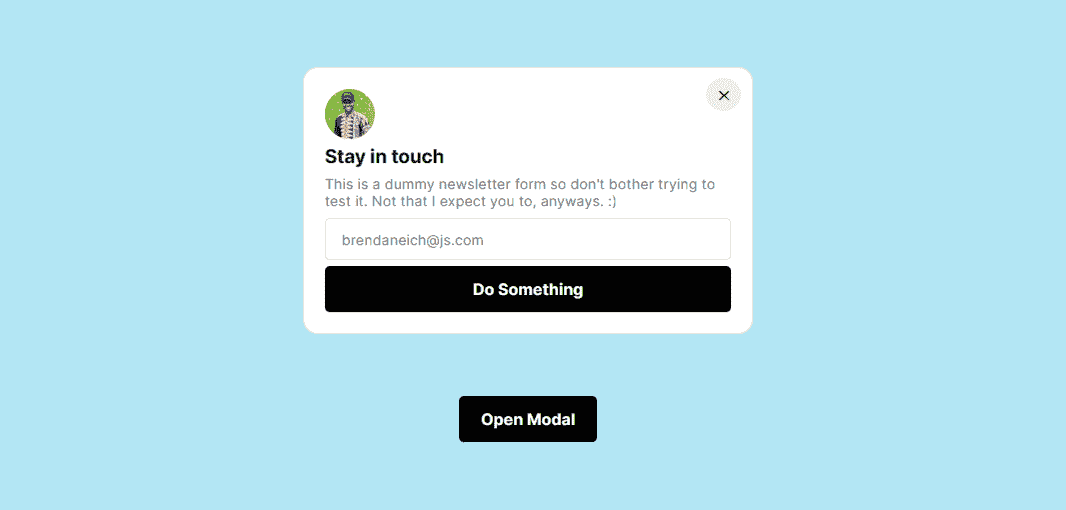 Stay in touch
This is a dummy newsletter form so don't bother trying to
test it. Not that I expect you to, anyways. :)
brendaneich@js.com
Do Something
Open Modal